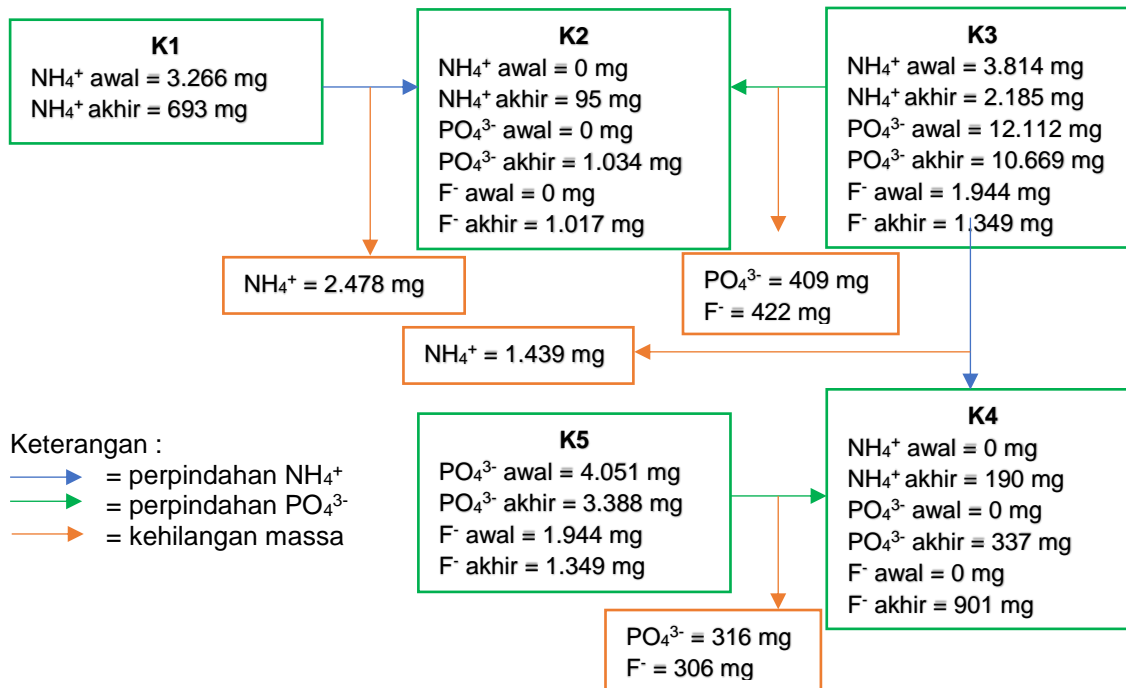 K1
NH₄⁺ awal = 3.266 mg
NH₄⁺ akhir = 693 mg
K2
NH₄⁺ awal = 0 mg
NH₄⁺ akhir = 95 mg
PO₄³⁻ awal = 0 mg
PO₄³⁻ akhir = 1.034 mg
F⁻ awal = 0 mg
F⁻ akhir = 1.017 mg
K3
NH₄⁺ awal = 3.814 mg
NH₄⁺ akhir = 2.185 mg
PO₄³⁻ awal = 12.112 mg
PO₄³⁻ akhir = 10.669 mg
F⁻ awal = 1.944 mg
F⁻ akhir = 1.349 mg
NH₄⁺ = 2.478 mg
PO₄³⁻ = 409 mg
F⁻ = 422 mg
NH₄⁺ = 1.439 mg
Keterangan :
= perpindahan NH₄⁺
= perpindahan PO₄³⁻
= kehilangan massa
K5
PO₄³⁻ awal = 4.051 mg
PO₄³⁻ akhir = 3.388 mg
F⁻ awal = 1.944 mg
F⁻ akhir = 1.349 mg
K4
NH₄⁺ awal = 0 mg
NH₄⁺ akhir = 190 mg
PO₄³⁻ awal = 0 mg
PO₄³⁻ akhir = 337 mg
F⁻ awal = 0 mg
F⁻ akhir = 901 mg
PO₄³⁻ = 316 mg
F⁻ = 306 mg